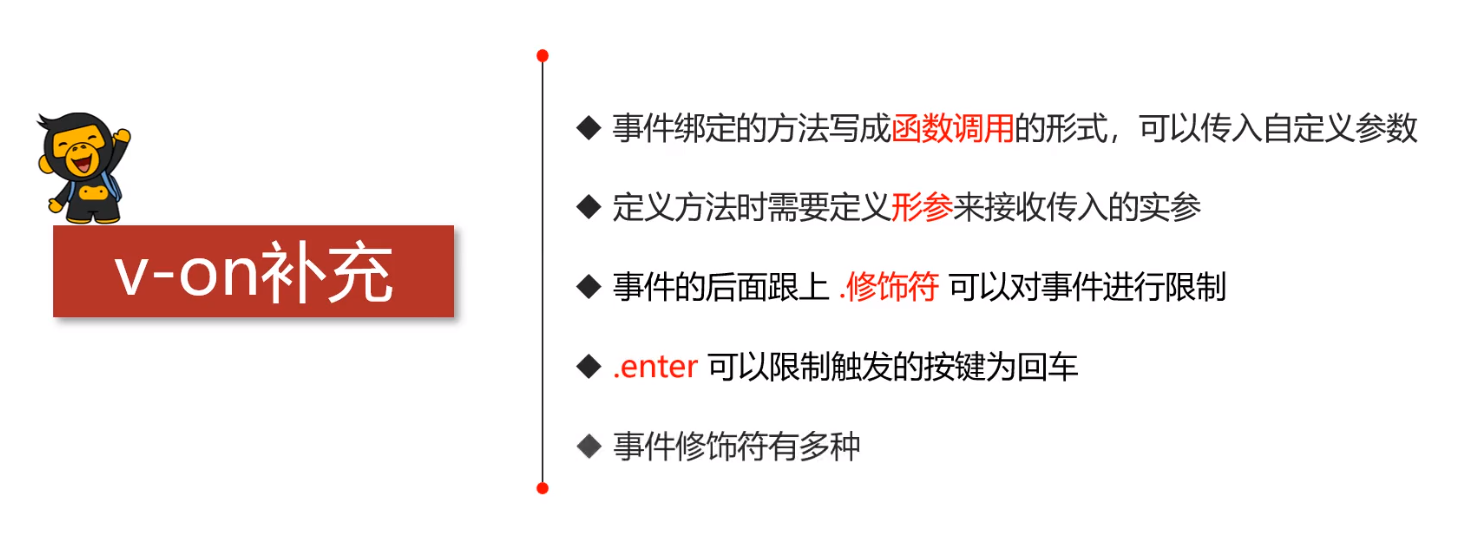 v-on补充
◆ 事件绑定的方法写成函数调用的形式，可以传入自定义参数
◆ 定义方法时需要定义形参来接收传入的实参
◆ 事件的后面跟上 .修饰符 可以对事件进行限制
◆ .enter 可以限制触发的按键为回车
◆ 事件修饰符有多种